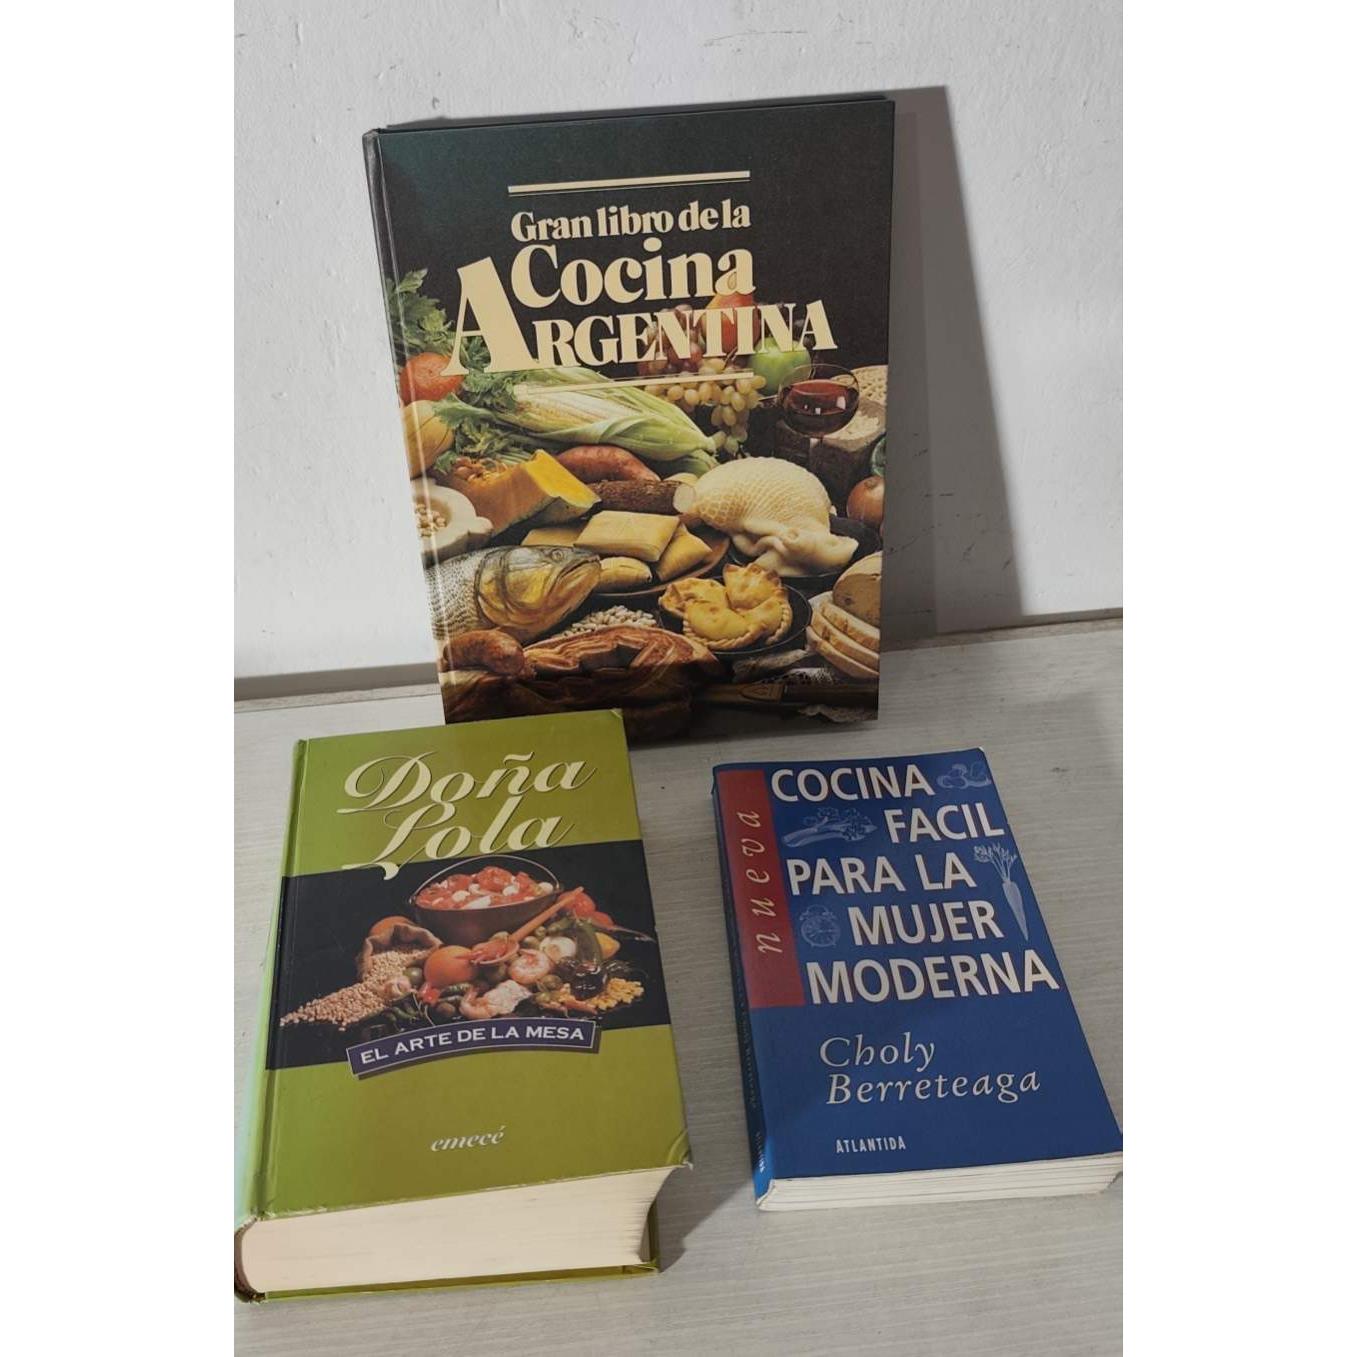 Gran libro de la
Cocina
ARGENTINA
Doña
Lola
EL ARTE DE LA MESA
emecé
nueva
COCINA
FACIL
PARA LA
MUJER
MODERNA
Choly
Berreteaga
ATLANTIDA